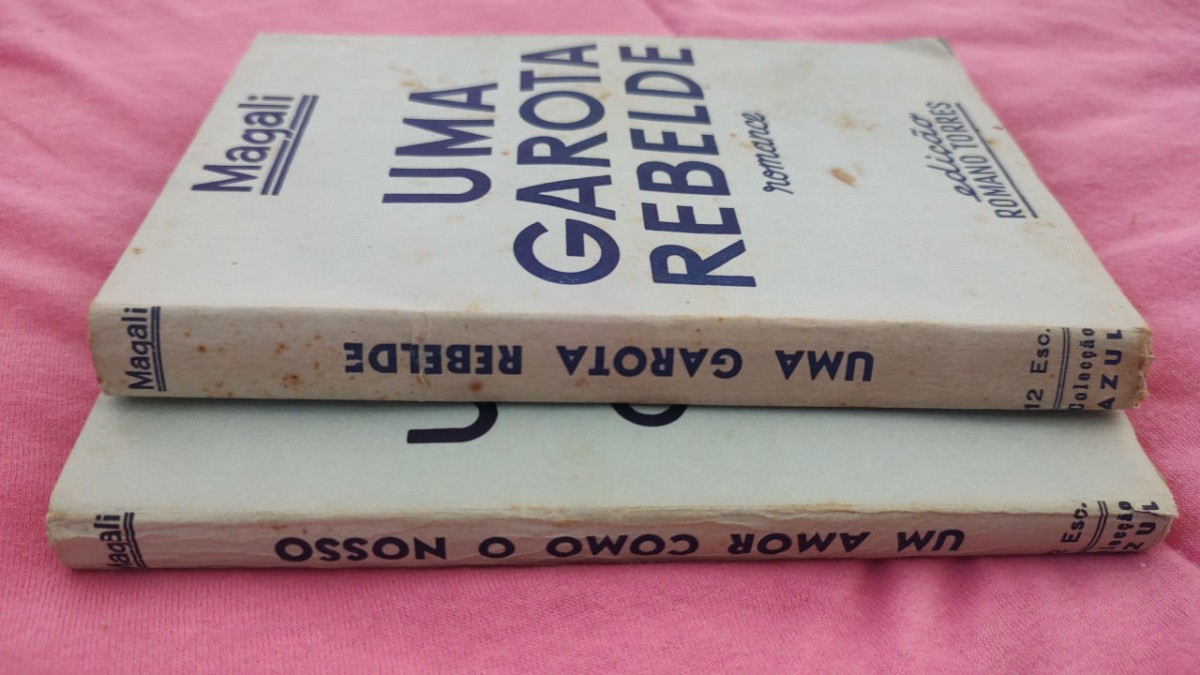 Magali
UMA
GAROTA
REBELDE
romance
edição
ROMANO TORRES
Magali
UMA GAROTA REBELDE
12 Esc.
Colecção
AZUL
U
Magali
UM AMOR COMO O NOSSO
Esc.